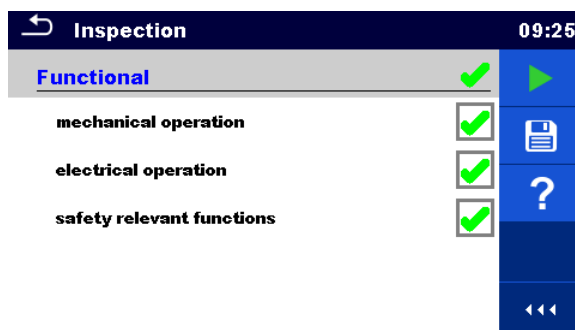 Inspection 09:25
Functional
mechanical operation
electrical operation
safety relevant functions
?